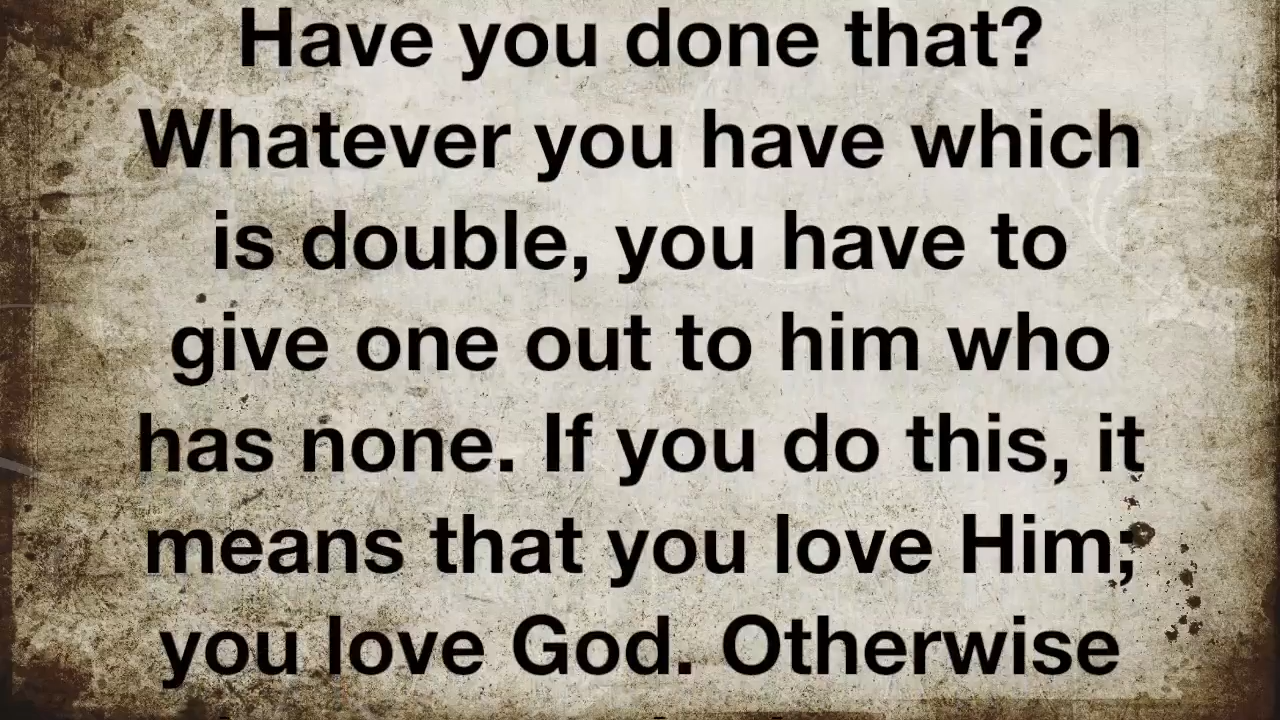 Have you done that?
Whatever you have which
is double, you have to
give one out to him who
has none. If you do this, it
means that you love Him;
you love God. Otherwise